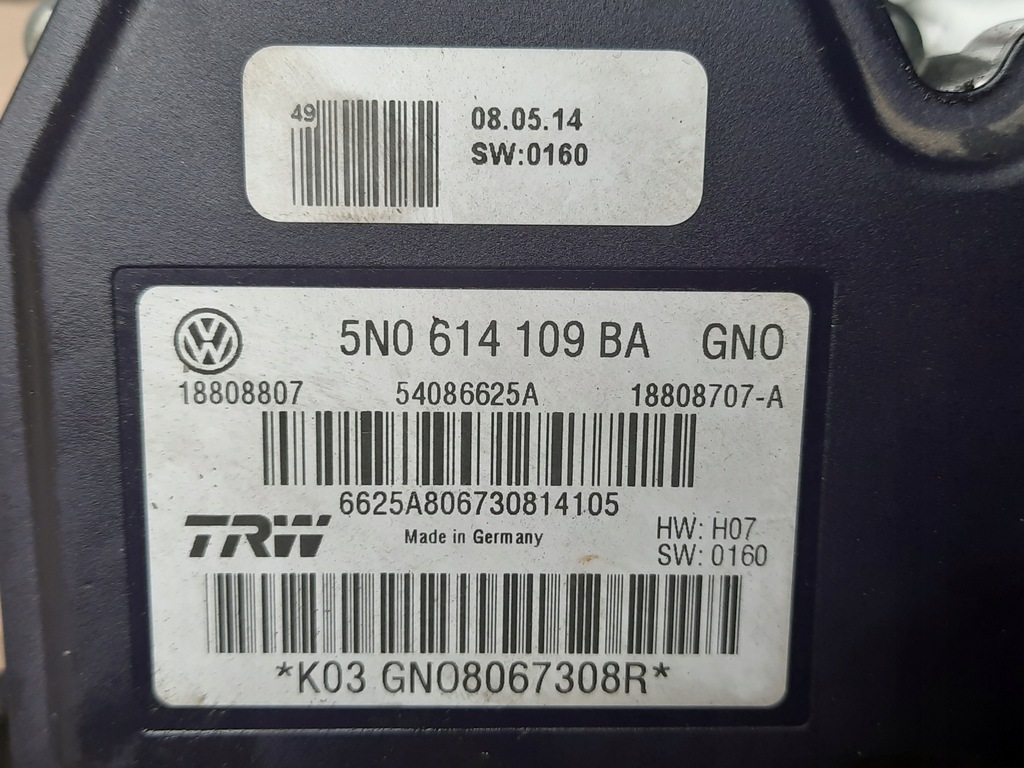 49
08.05.14
SW:0160
5N0 614 109 BA GNO
18808807 54086625A 18808707-A
6625A806730814105
TRW Made in Germany HW: H07
SW: 0160
*K03 GNO8067308R*